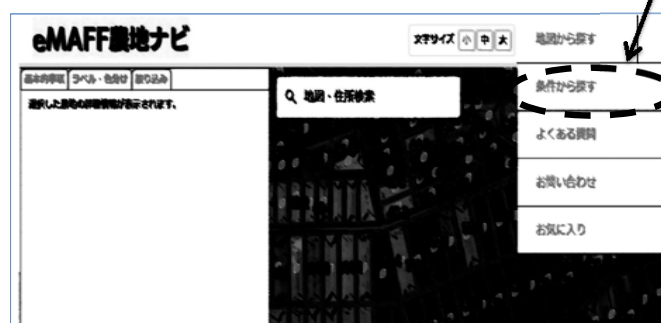 eMAFF農地ナビ
文字サイズ 小 中 大
基本的事項 ラベル・色分け 絞り込み
選択した農地の詳細情報が表示されます。
地図・住所検索
地図から探す
条件から探す
よくある質問
お問い合わせ
お気に入り